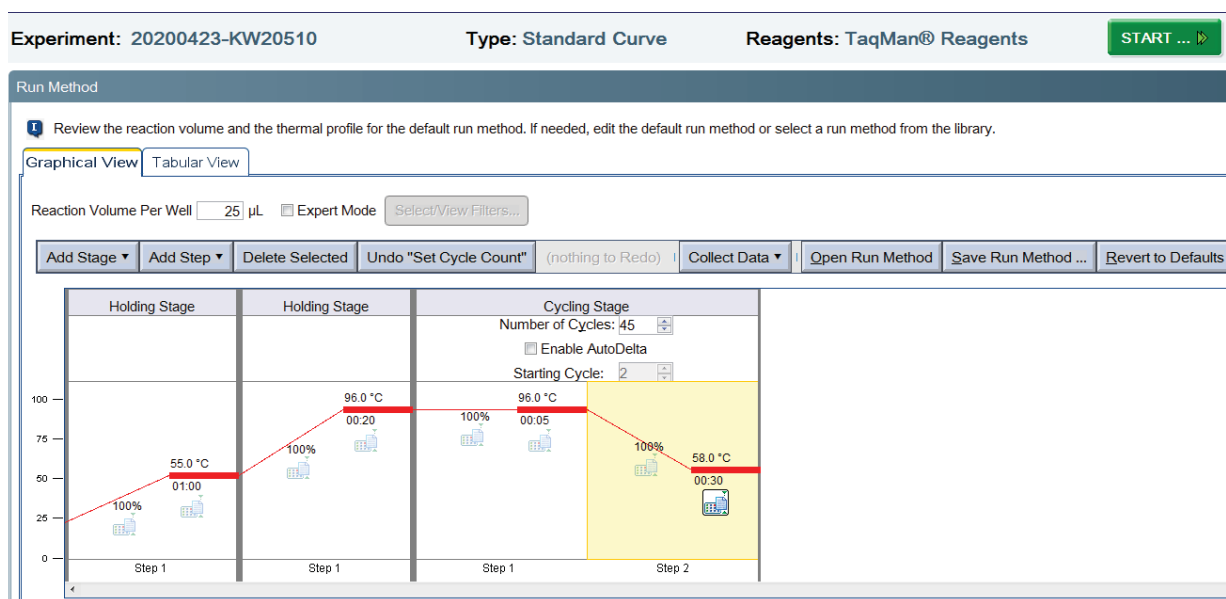 Experiment: 20200423-KW20510 Type: Standard Curve Reagents: TaqMan® Reagents START ...
Run Method
Review the reaction volume and the thermal profile for the default run method. If needed, edit the default run method or select a run method from the library.
Graphical View Tabular View
Reaction Volume Per Well 25 µL Expert Mode Select/View Filters...
Add Stage Add Step Delete Selected Undo "Set Cycle Count" (nothing to Redo) Collect Data Open Run Method Save Run Method ... Revert to Defaults
Holding Stage Holding Stage Cycling Stage
Number of Cycles: 45
Enable AutoDelta
Starting Cycle: 2
100 96.0 °C 96.0 °C
00:20 100% 00:05
75 100% 100%
55.0 °C 58.0 °C
50 01:00 00:30
100%
25
0
Step 1 Step 1 Step 1 Step 2